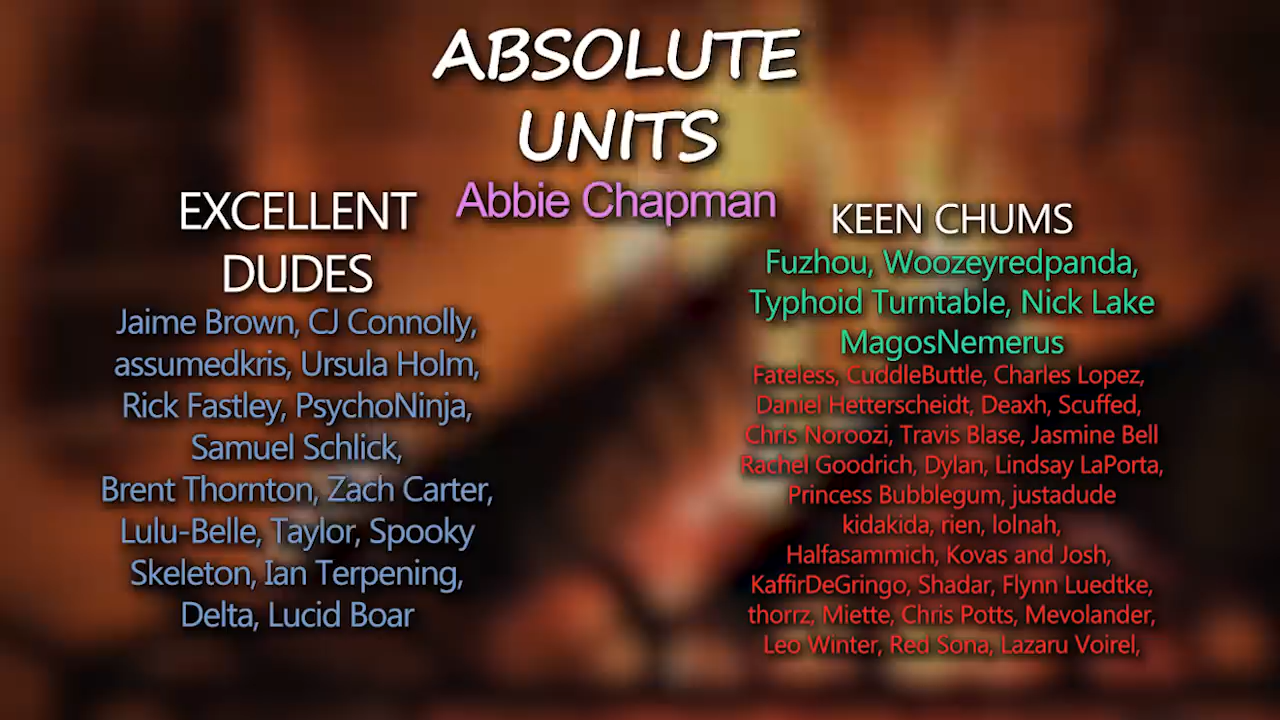 ABSOLUTE
UNITS
Abbie Chapman
EXCELLENT
DUDES
Jaime Brown, CJ Connolly,
assumedkris, Ursula Holm,
Rick Fastley, PsychoNinja,
Samuel Schlick,
Brent Thornton, Zach Carter,
Lulu-Belle, Taylor, Spooky
Skeleton, Ian Terpening,
Delta, Lucid Boar
KEEN CHUMS
Fuzhou, Woozeyredpanda,
Typhoid Turntable, Nick Lake
MagosNemerus
Fateless, CuddleButtle, Charles Lopez,
Daniel Hetterscheidt, Deaxh, Scuffed,
Chris Noroozi, Travis Blase, Jasmine Bell
Rachel Goodrich, Dylan, Lindsay LaPorta,
Princess Bubblegum, justadude
kidakida, rien, lolnah,
Halfasammich, Kovas and Josh,
KaffirDeGringo, Shadar, Flynn Luedtke,
thorrz, Miette, Chris Potts, Mevolander,
Leo Winter, Red Sona, Lazaru Voirel,